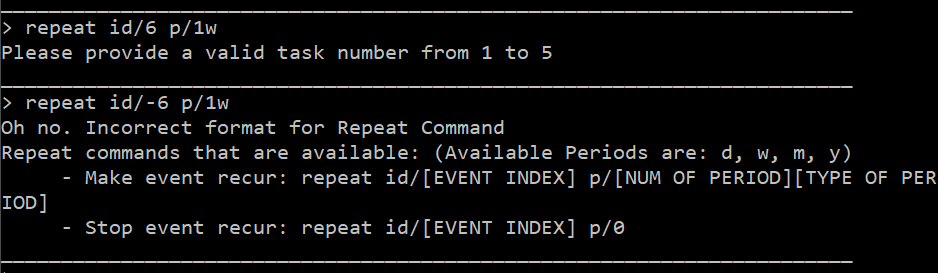 > repeat id/6 p/1w
Please provide a valid task number from 1 to 5
> repeat id/-6 p/1w
Oh no. Incorrect format for Repeat Command
Repeat commands that are available: (Available Periods are: d, w, m, y)
- Make event recur: repeat id/[EVENT INDEX] p/[NUM OF PERIOD][TYPE OF PER
IOD]
- Stop event recur: repeat id/[EVENT INDEX] p/0